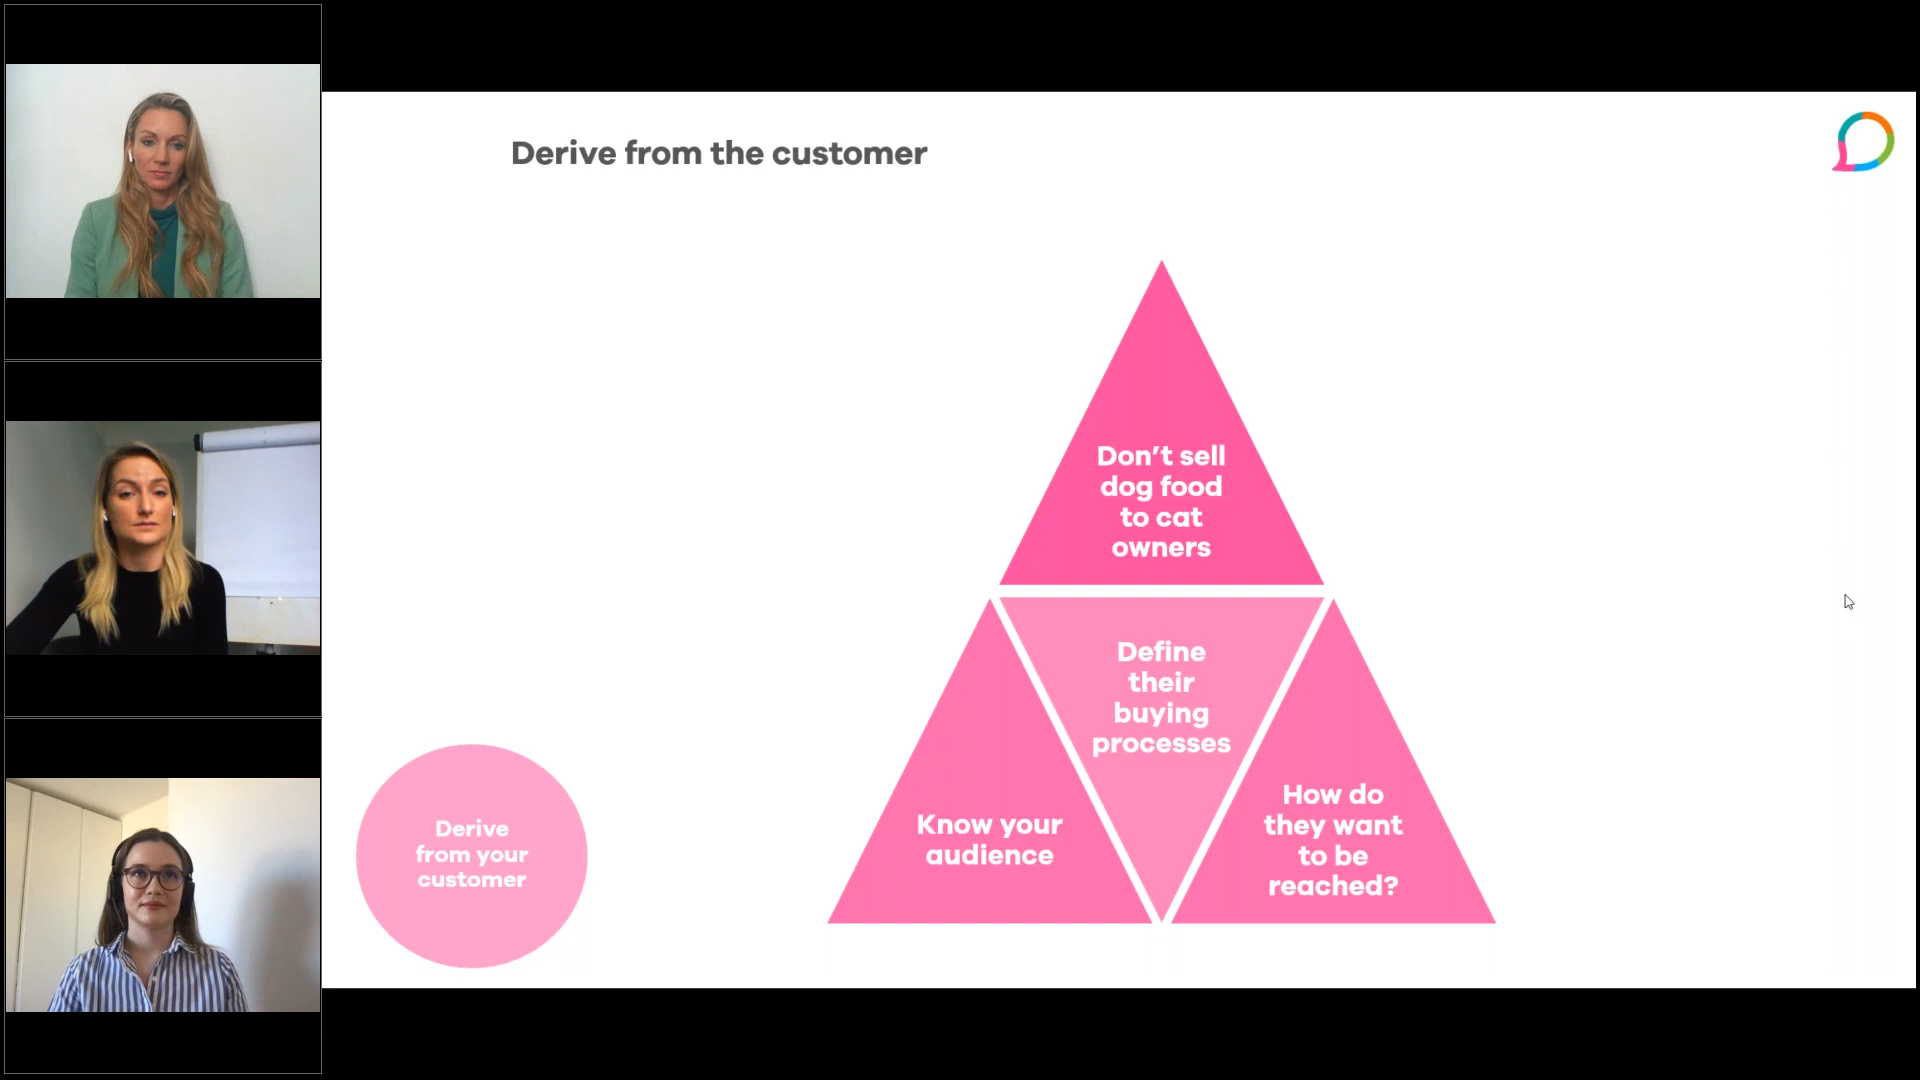 Derive from the customer
Don’t sell
dog food
to cat
owners
Define
their
buying
processes
Know your
audience
How do
they want
to be
reached?
Derive
from your
customer